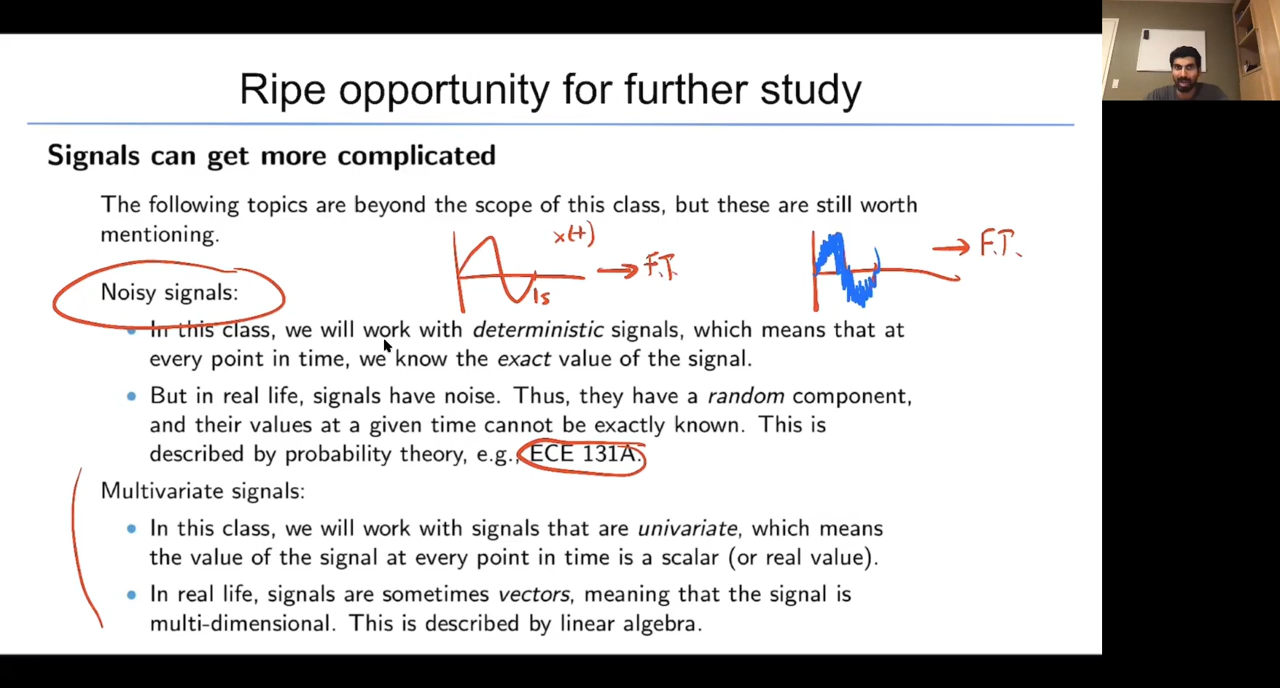 Ripe opportunity for further study
Signals can get more complicated
The following topics are beyond the scope of this class, but these are still worth
mentioning.
x(t)
→ F.T.
1s
→ F.T.
Noisy signals:
• In this class, we will work with deterministic signals, which means that at
every point in time, we know the exact value of the signal.
• But in real life, signals have noise. Thus, they have a random component,
and their values at a given time cannot be exactly known. This is
described by probability theory, e.g., ECE 131A.
Multivariate signals:
• In this class, we will work with signals that are univariate, which means
the value of the signal at every point in time is a scalar (or real value).
• In real life, signals are sometimes vectors, meaning that the signal is
multi-dimensional. This is described by linear algebra.